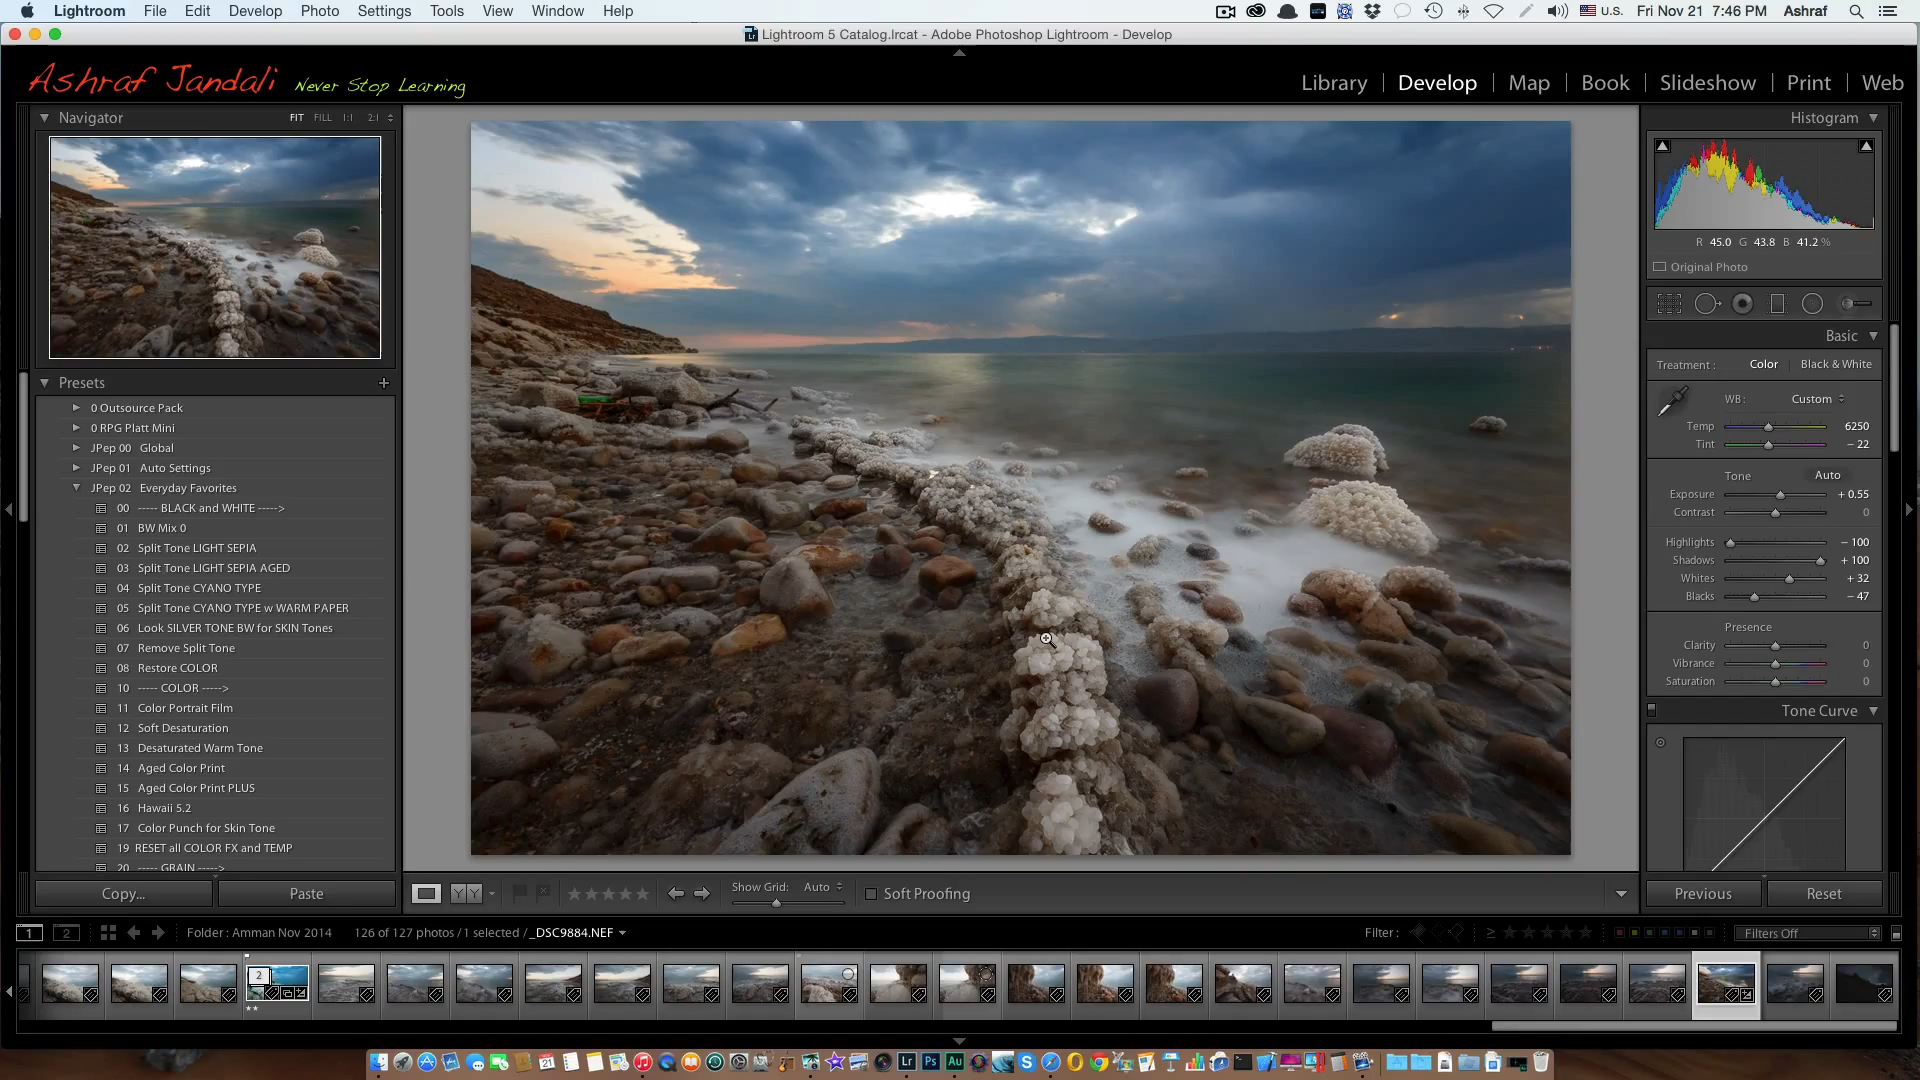 Lightroom File Edit Develop Photo Settings Tools View Window Help U.S. Fri Nov 21 7:46 PM Ashraf
Lightroom 5 Catalog.lrcat - Adobe Photoshop Lightroom - Develop
Ashraf Jandali Never Stop Learning
Library | Develop | Map | Book | Slideshow | Print | Web
Navigator FIT FILL 1:1 2:1
Presets +
0 Outsource Pack
0 RPG Platt Mini
JPep 00 Global
JPep 01 Auto Settings
JPep 02 Everyday Favorites
00 ----- BLACK and WHITE ----->
01 BW Mix 0
02 Split Tone LIGHT SEPIA
03 Split Tone LIGHT SEPIA AGED
04 Split Tone CYANO TYPE
05 Split Tone CYANO TYPE w WARM PAPER
06 Look SILVER TONE BW for SKIN Tones
07 Remove Split Tone
08 Restore COLOR
10 ----- COLOR ----->
11 Color Portrait Film
12 Soft Desaturation
13 Desaturated Warm Tone
14 Aged Color Print
15 Aged Color Print PLUS
16 Hawaii 5.2
17 Color Punch for Skin Tone
19 RESET all COLOR FX and TEMP
20 ----- GRAIN ----->
Copy... Paste
Show Grid: Auto Soft Proofing
Histogram
R 45.0 G 43.8 B 41.2 %
Original Photo
Basic
Treatment : Color | Black & White
WB : Custom
Temp 6250
Tint - 22
Tone Auto
Exposure + 0.55
Contrast 0
Highlights - 100
Shadows + 100
Whites + 32
Blacks - 47
Presence
Clarity 0
Vibrance 0
Saturation 0
Tone Curve
Previous Reset
1 2 Folder : Amman Nov 2014 126 of 127 photos / 1 selected / _DSC9884.NEF Filter : Filters Off
2
21
Lr Ps Au